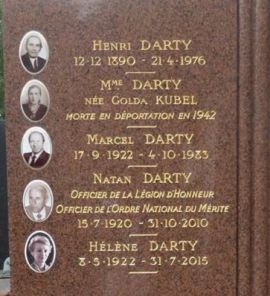 HENRI DARTY
12·12 1890 - 21·4·1976
MME DARTY
NÉE GOLDA KUBEL
MORTE EN DÉPORTATION EN 1942
MARCEL DARTY
17·9·1922 - 4·10·1983
NATAN DARTY
OFFICIER DE LA LÉGION D'HONNEUR
OFFICIER DE L'ORDRE NATIONAL DU MÉRITE
15·7·1920 - 31·10·2010
HÉLÈNE DARTY
8·5·1922 - 31·7·2015